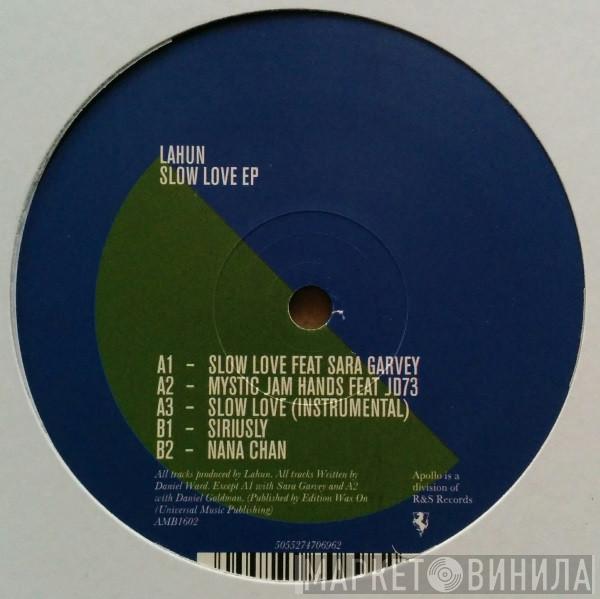 LAHUN
SLOW LOVE EP
A1 - SLOW LOVE FEAT SARA GARVEY
A2 - MYSTIC JAM HANDS FEAT JD73
A3 - SLOW LOVE (INSTRUMENTAL)
B1 - SIRIUSLY
B2 - NANA CHAN
All tracks produced by Lahun. All tracks Written by
Daniel Ward. Except A1 with Sara Garvey and A2
with Daniel Goldman. (Published by Edition Wax On
(Universal Music Publishing)
AMB1602
Apollo is a
division of
R&S Records
5055274706962
МАРКЕТ ВИНИЛА